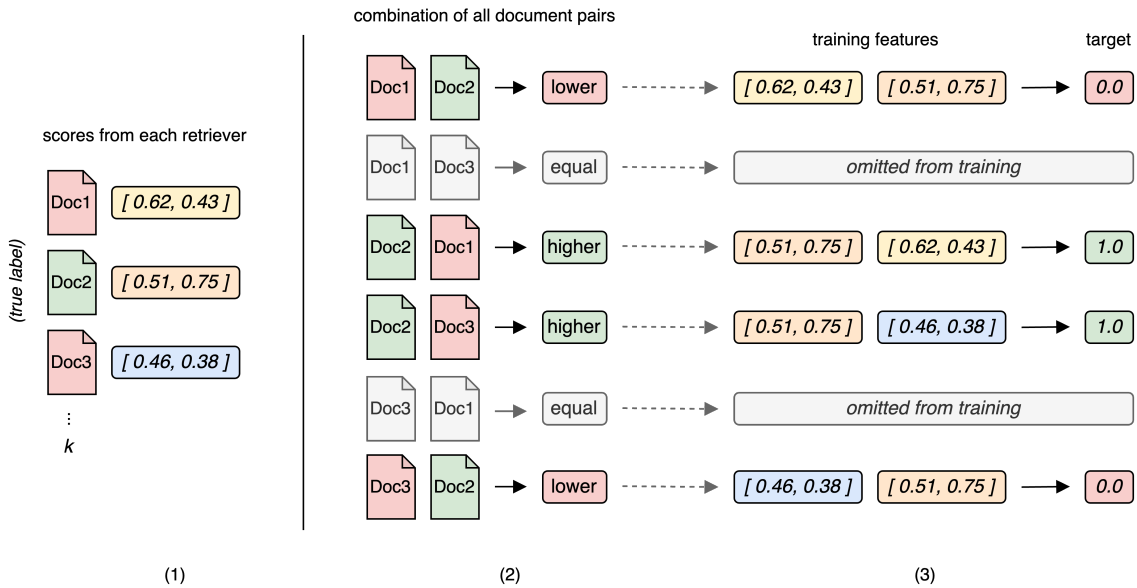 combination of all document pairs
training features target
Doc1 Doc2 lower [ 0.62, 0.43 ] [ 0.51, 0.75 ] 0.0
scores from each retriever
Doc1 Doc3 equal omitted from training
Doc1 [ 0.62, 0.43 ]
Doc2 Doc1 higher [ 0.51, 0.75 ] [ 0.62, 0.43 ] 1.0
(true label)
Doc2 [ 0.51, 0.75 ]
Doc2 Doc3 higher [ 0.51, 0.75 ] [ 0.46, 0.38 ] 1.0
Doc3 [ 0.46, 0.38 ]
Doc3 Doc1 equal omitted from training
⋮
k
Doc3 Doc2 lower [ 0.46, 0.38 ] [ 0.51, 0.75 ] 0.0
(1) (2) (3)